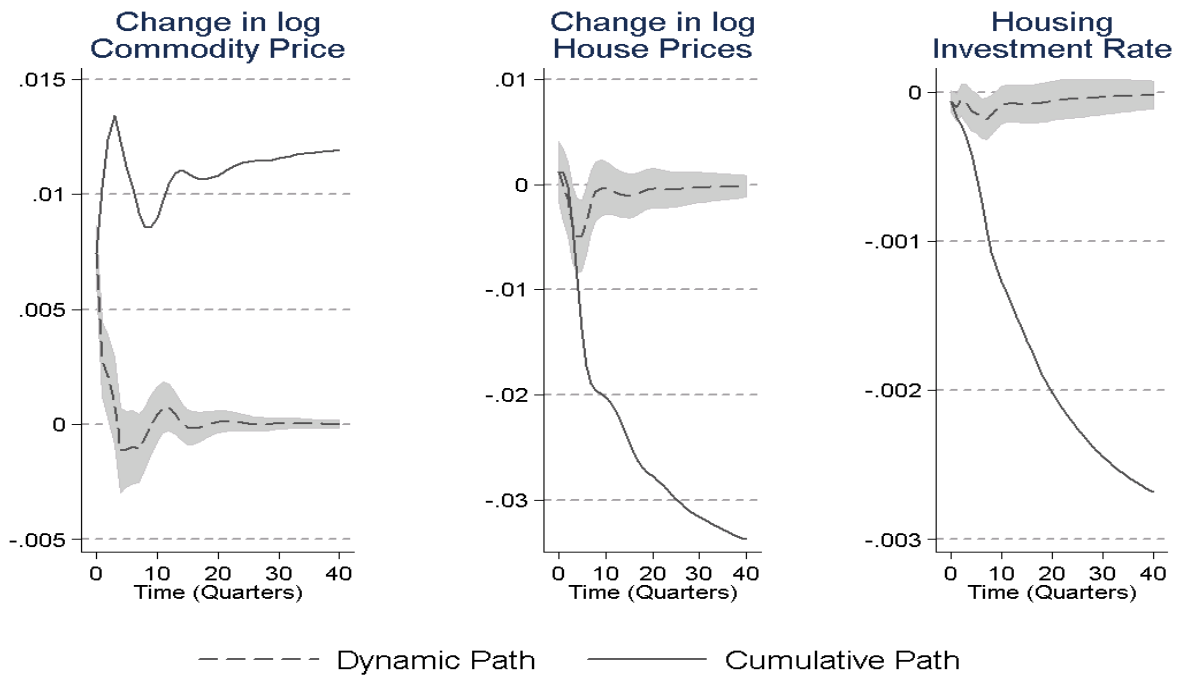 Change in log
Commodity Price
.015
.01
.005
0
-.005
0 10 20 30 40
Time (Quarters)
Change in log
House Prices
.01
0
-.01
-.02
-.03
0 10 20 30 40
Time (Quarters)
Housing
Investment Rate
0
-.001
-.002
-.003
0 10 20 30 40
Time (Quarters)
Dynamic Path Cumulative Path